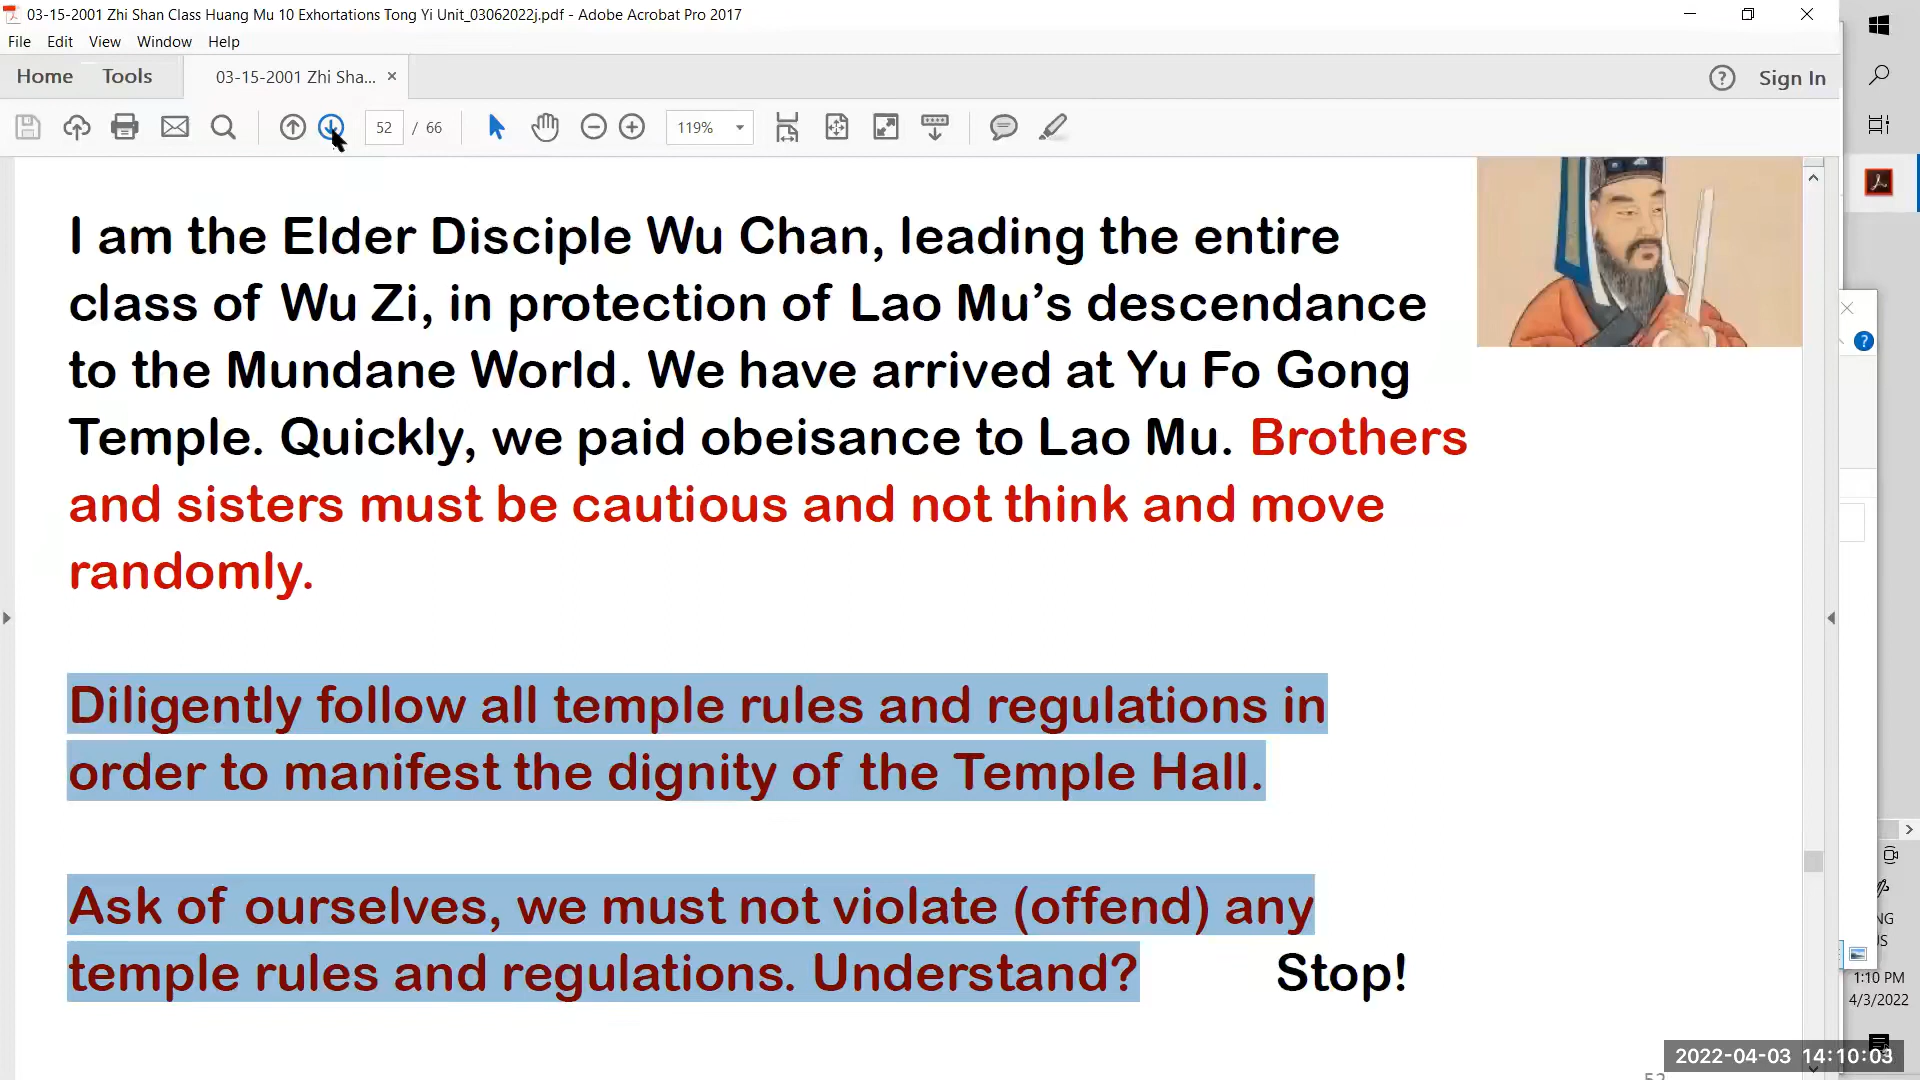 03-15-2001 Zhi Shan Class Huang Mu 10 Exhortations Tong Yi Unit_03062022j.pdf - Adobe Acrobat Pro 2017
File Edit View Window Help
Home Tools 03-15-2001 Zhi Sha... × Sign In
52 / 66 119%
I am the Elder Disciple Wu Chan, leading the entire
class of Wu Zi, in protection of Lao Mu's descendance
to the Mundane World. We have arrived at Yu Fo Gong
Temple. Quickly, we paid obeisance to Lao Mu. Brothers
and sisters must be cautious and not think and move
randomly.
Diligently follow all temple rules and regulations in
order to manifest the dignity of the Temple Hall.
Ask of ourselves, we must not violate (offend) any
temple rules and regulations. Understand? Stop!
NG
US
1:10 PM
4/3/2022
2022-04-03 14:10:03